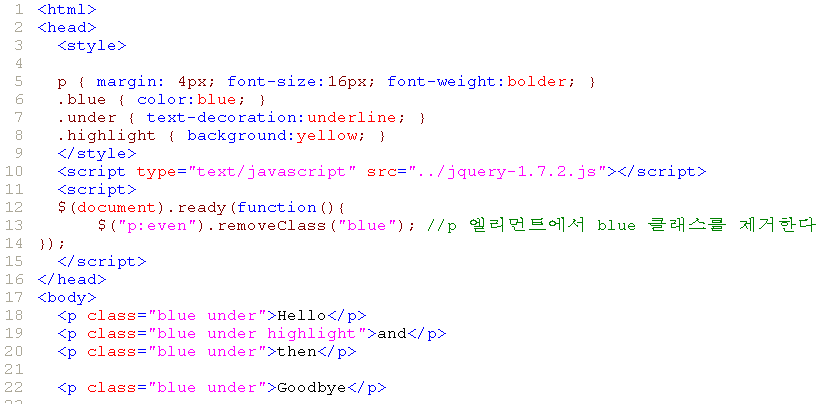 1 <html>
2 <head>
3 <style>
4
5 p { margin: 4px; font-size:16px; font-weight:bolder; }
6 .blue { color:blue; }
7 .under { text-decoration:underline; }
8 .highlight { background:yellow; }
9 </style>
10 <script type="text/javascript" src="../jquery-1.7.2.js"></script>
11 <script>
12 $(document).ready(function(){
13 $("p:even").removeClass("blue"); //p 엘리먼트에서 blue 클래스를 제거한다
14 });
15 </script>
16 </head>
17 <body>
18 <p class="blue under">Hello</p>
19 <p class="blue under highlight">and</p>
20 <p class="blue under">then</p>
21
22 <p class="blue under">Goodbye</p>